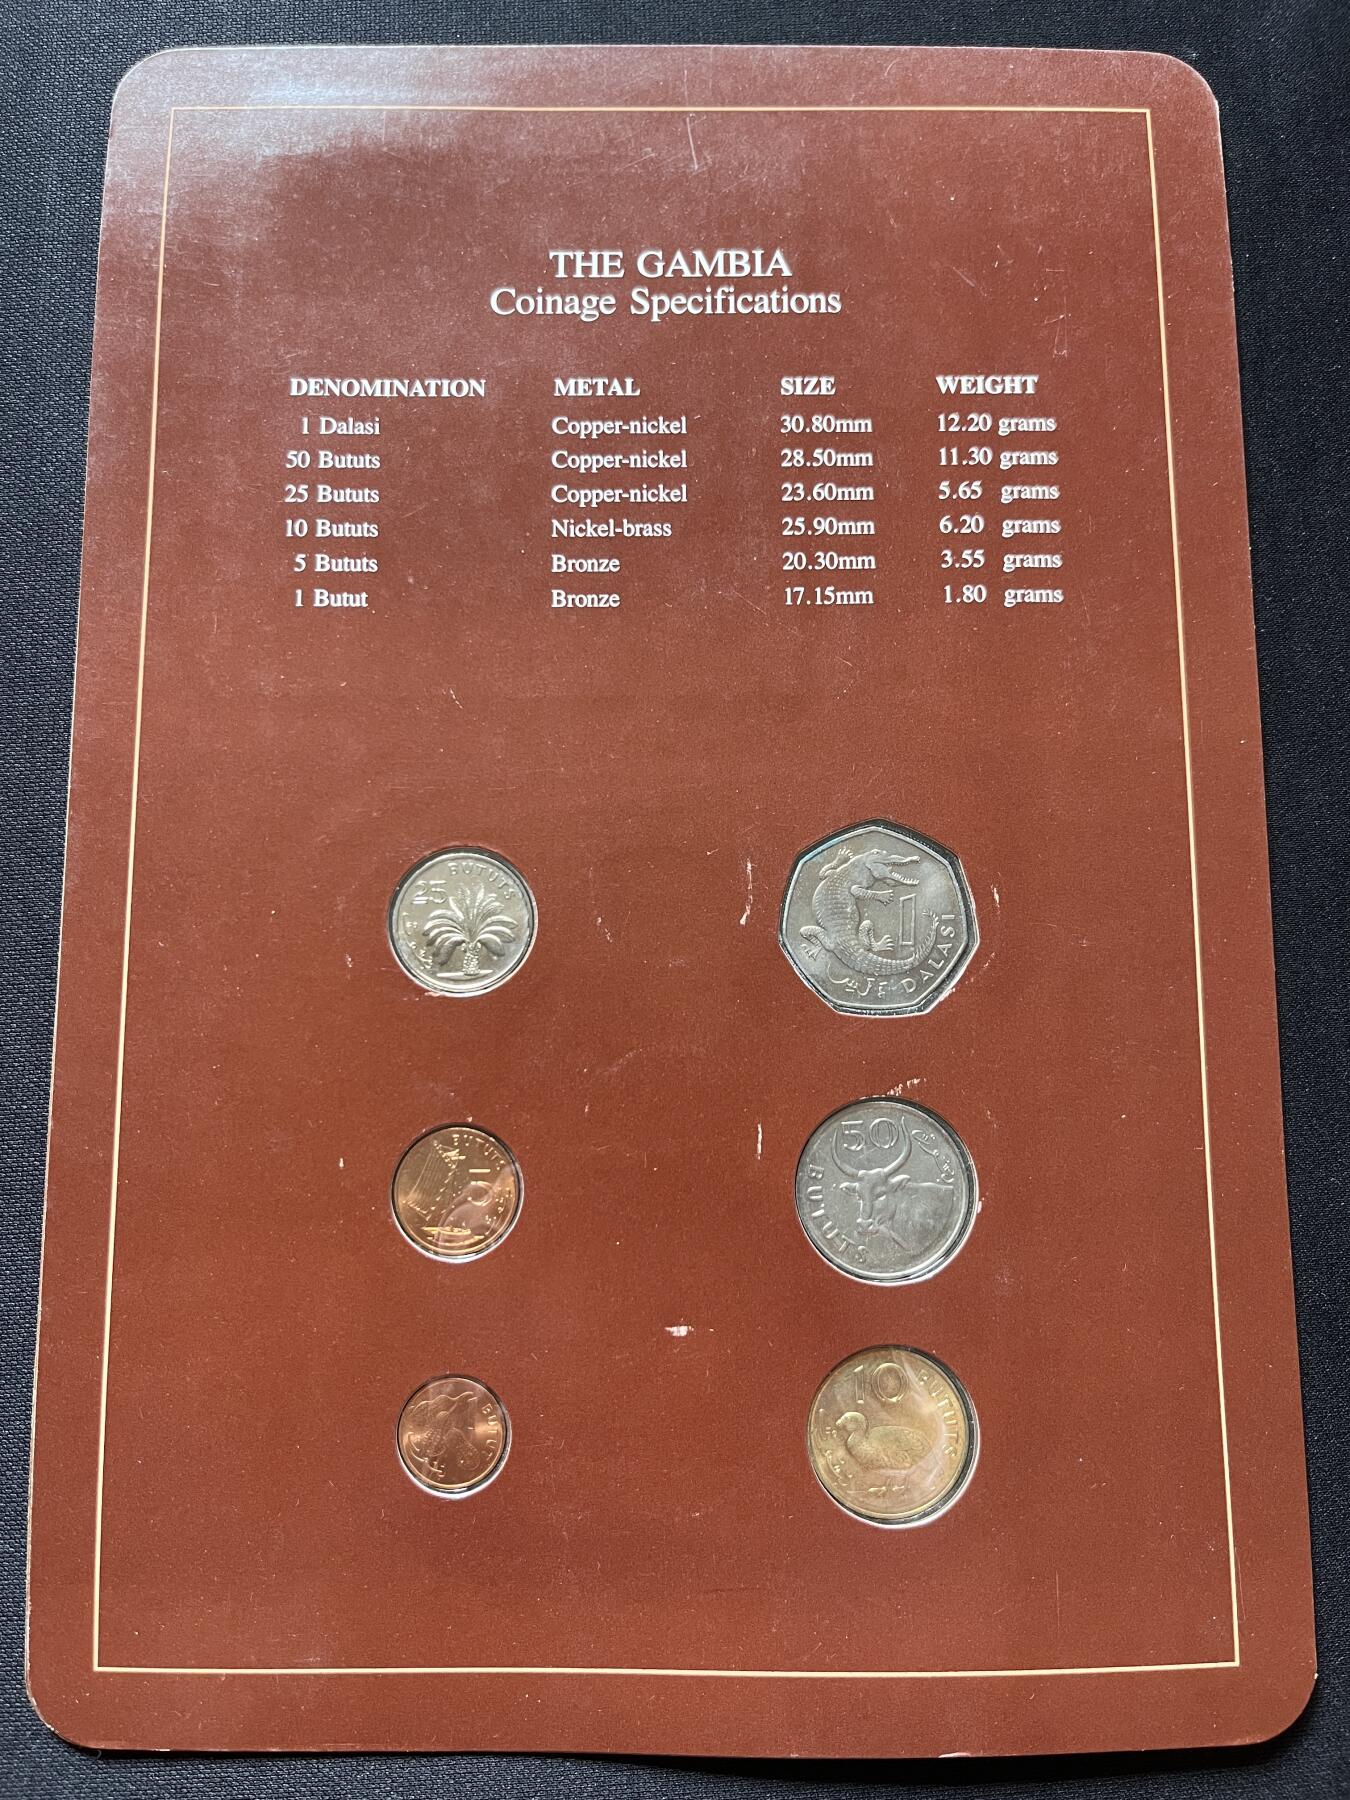 THE GAMBIA
Coinage Specifications
DENOMINATION METAL SIZE WEIGHT
1 Dalasi Copper-nickel 30.80mm 12.20 grams
50 Bututs Copper-nickel 28.50mm 11.30 grams
25 Bututs Copper-nickel 23.60mm 5.65 grams
10 Bututs Nickel-brass 25.90mm 6.20 grams
5 Bututs Bronze 20.30mm 3.55 grams
1 Butut Bronze 17.15mm 1.80 grams
25 BUTUTS
1 DALASI
50 BUTUTS
10 BUTUTS
BUTUT